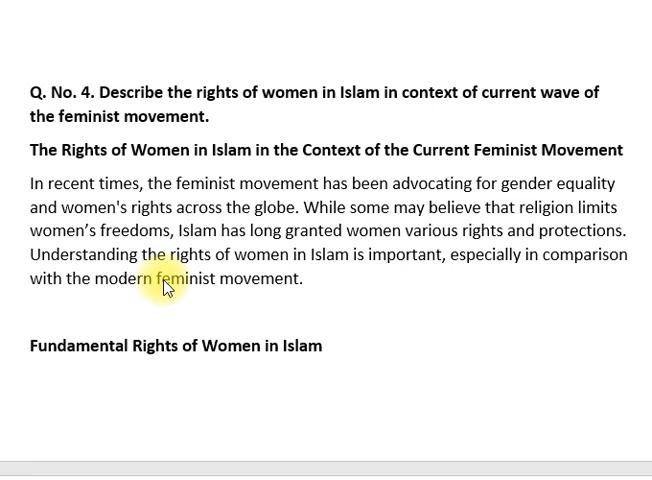 Q. No. 4. Describe the rights of women in Islam in context of current wave of
the feminist movement.
The Rights of Women in Islam in the Context of the Current Feminist Movement
In recent times, the feminist movement has been advocating for gender equality
and women's rights across the globe. While some may believe that religion limits
women’s freedoms, Islam has long granted women various rights and protections.
Understanding the rights of women in Islam is important, especially in comparison
with the modern feminist movement.
Fundamental Rights of Women in Islam